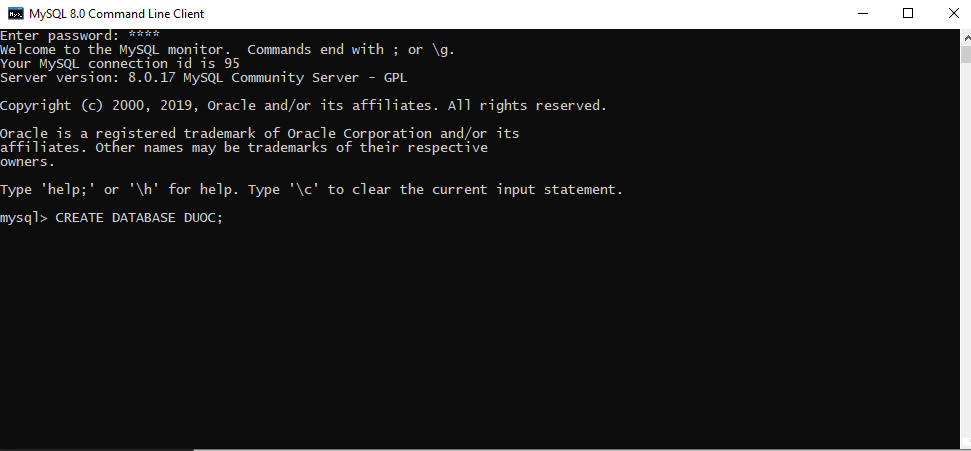 MySQL 8.0 Command Line Client
Enter password: ****
Welcome to the MySQL monitor.  Commands end with ; or \g.
Your MySQL connection id is 95
Server version: 8.0.17 MySQL Community Server - GPL
Copyright (c) 2000, 2019, Oracle and/or its affiliates. All rights reserved.
Oracle is a registered trademark of Oracle Corporation and/or its
affiliates. Other names may be trademarks of their respective
owners.
Type 'help;' or '\h' for help. Type '\c' to clear the current input statement.
mysql> CREATE DATABASE DUOC;